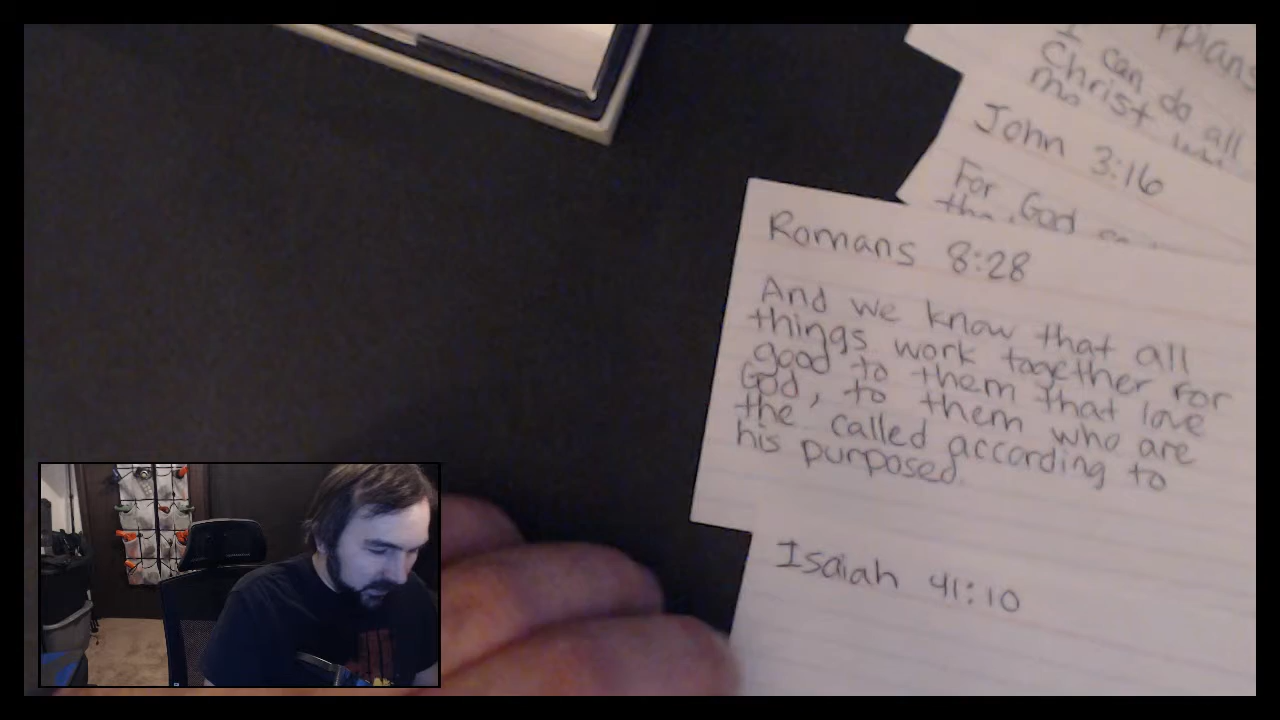 I can do all
Christ
John 3:16
For God
Romans 8:28
And we know that all
things work together for
good to them that love
God, to them who are
the called according to
his purposed.
Isaiah 41:10